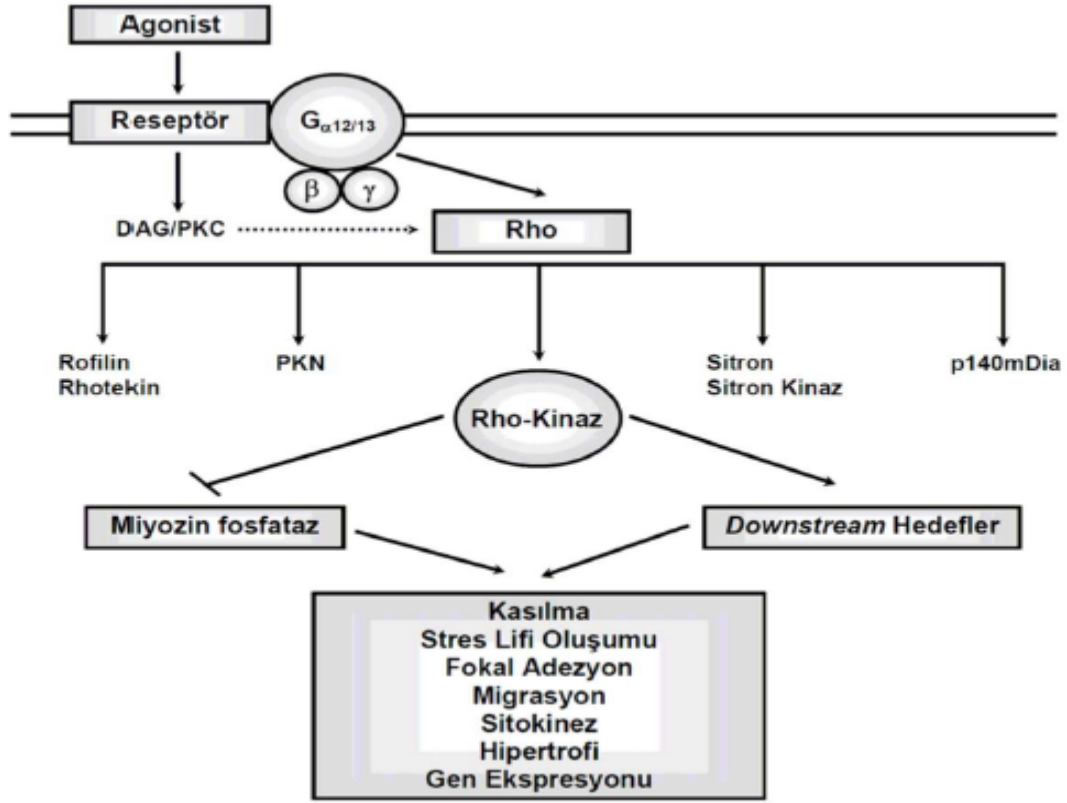 Agonist
Reseptör
Gα12/13
β
γ
DAG/PKC
Rho
Rofilin
Rhotekin
PKN
Sitron
Sitron Kinaz
p140mDia
Rho-Kinaz
Miyozin fosfataz
Downstream Hedefler
Kasılma
Stres Lifi Oluşumu
Fokal Adezyon
Migrasyon
Sitokinez
Hipertrofi
Gen Ekspresyonu